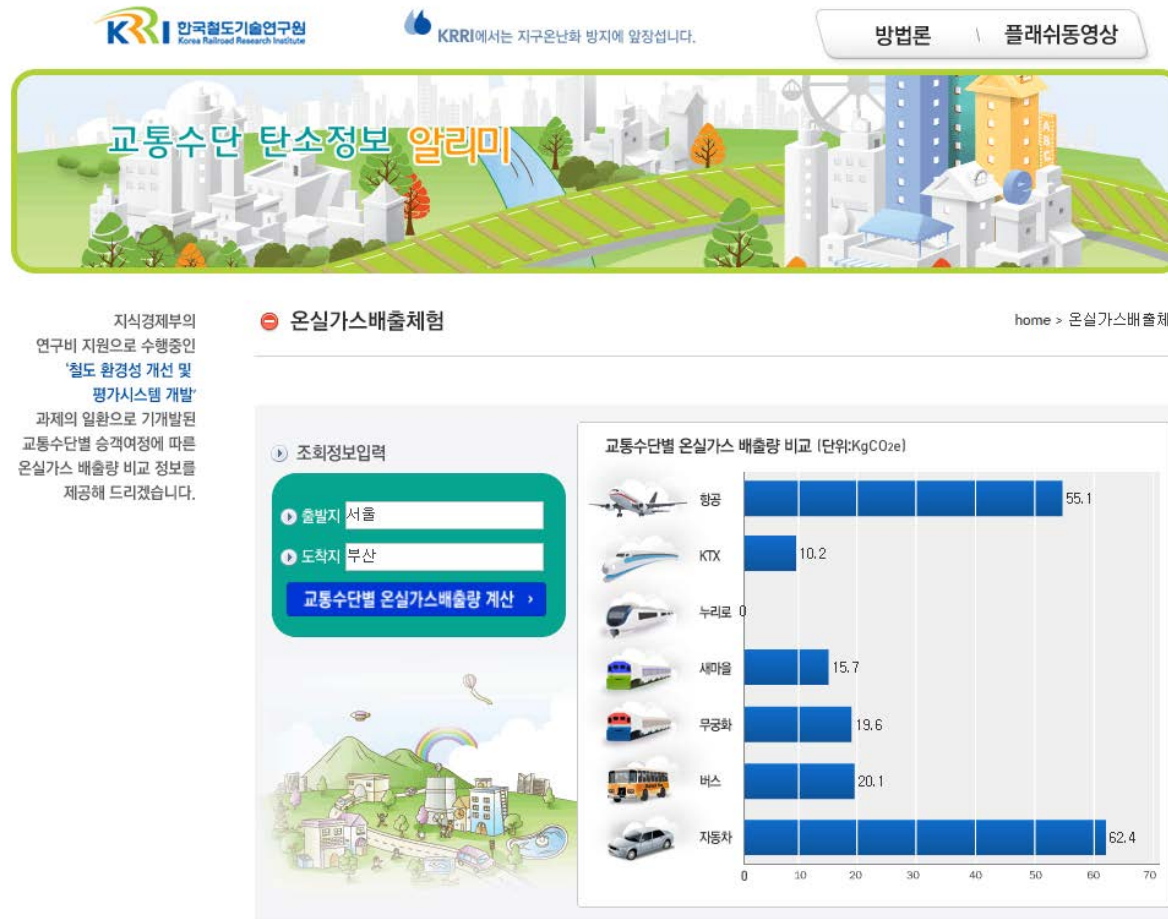 KRRI 한국철도기술연구원
Korea Railroad Research Institute
KRRI에서는 지구온난화 방지에 앞장섭니다.
방법론 \ 플래쉬동영상
교통수단 탄소정보 알리미
ABC
지식경제부의
연구비 지원으로 수행중인
'철도 환경성 개선 및
평가시스템 개발'
과제의 일환으로 기개발된
교통수단별 승객여정에 따른
온실가스 배출량 비교 정보를
제공해 드리겠습니다.
온실가스배출체험
home > 온실가스배출체
조회정보입력
출발지 서울
도착지 부산
교통수단별 온실가스배출량 계산 ›
교통수단별 온실가스 배출량 비교 (단위:KgCO2e)
항공 55.1
KTX 10.2
누리로 0
새마을 15.7
무궁화 19.6
버스 20.1
자동차 62.4
0 10 20 30 40 50 60 70